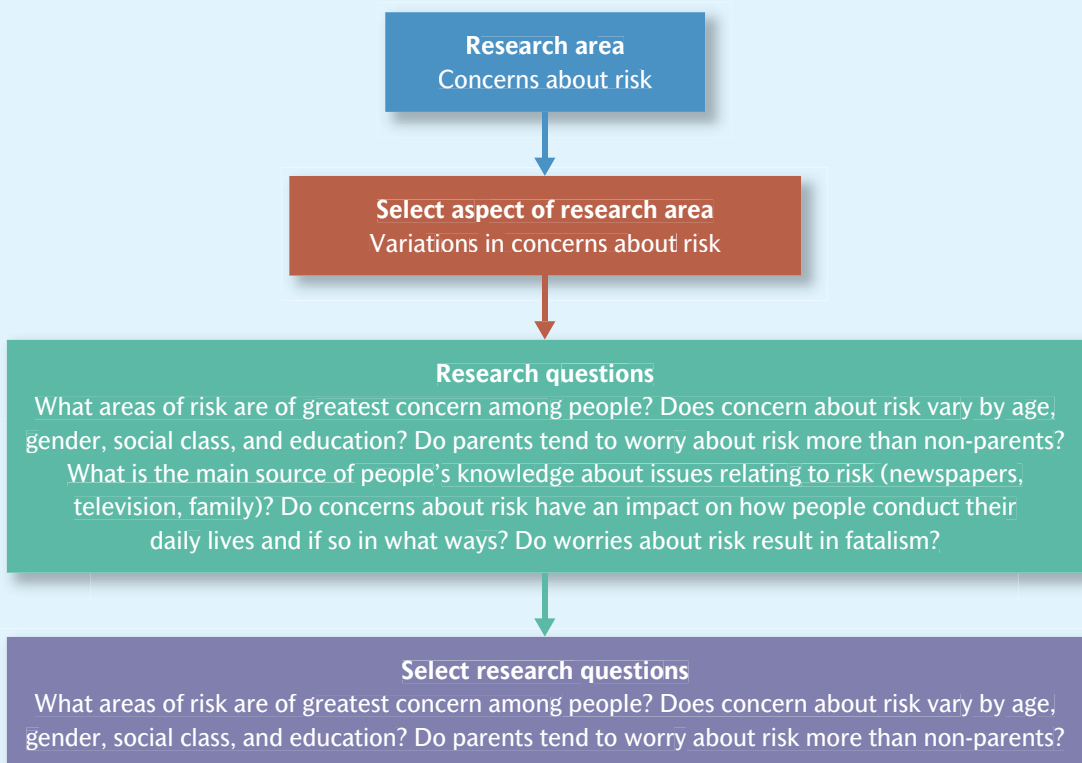 Research area
Concerns about risk
Select aspect of research area
Variations in concerns about risk
Research questions
What areas of risk are of greatest concern among people? Does concern about risk vary by age,
gender, social class, and education? Do parents tend to worry about risk more than non-parents?
What is the main source of people’s knowledge about issues relating to risk (newspapers,
television, family)? Do concerns about risk have an impact on how people conduct their
daily lives and if so in what ways? Do worries about risk result in fatalism?
Select research questions
What areas of risk are of greatest concern among people? Does concern about risk vary by age,
gender, social class, and education? Do parents tend to worry about risk more than non-parents?